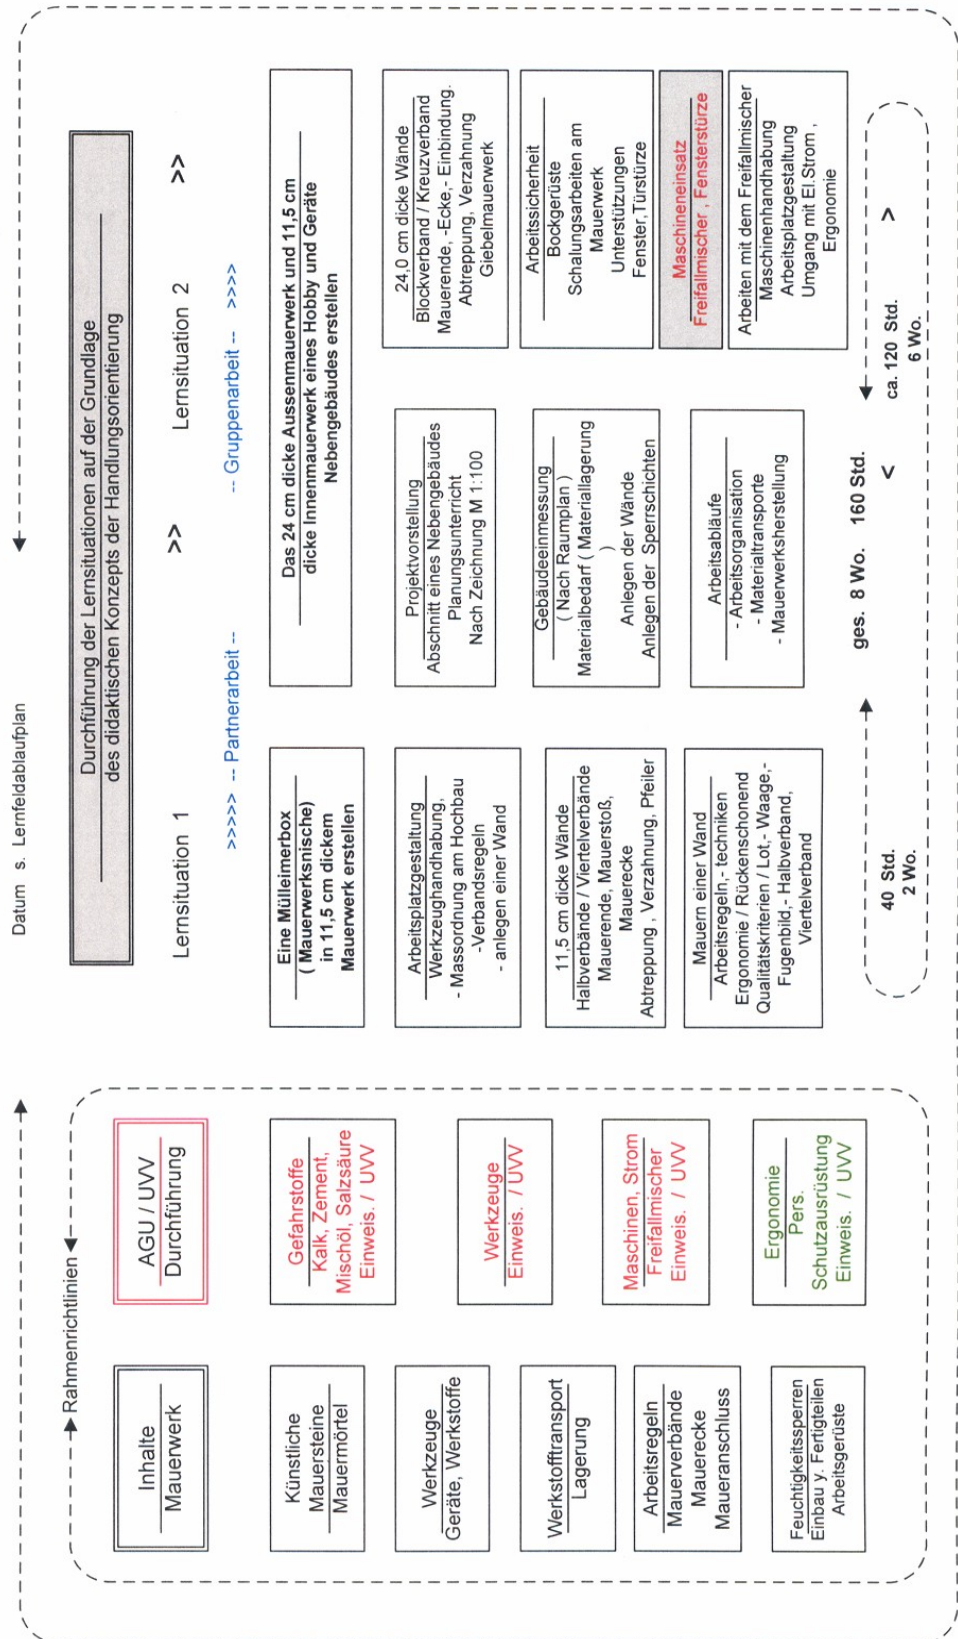 Datum s. Lernfeldablaufplan
Rahmenrichtlinien
Inhalte
Mauerwerk
Künstliche
Mauersteine
Mauermörtel
Werkzeuge
Geräte, Werkstoffe
Werkstofftransport
Lagerung
Arbeitsregeln
Mauerverbände
Mauerecke
Maueranschluss
Feuchtigkeitssperren
Einbau y. Fertigteilen
Arbeitsgerüste
AGU / UVV
Durchführung
Gefahrstoffe
Kalk, Zement,
Mischöl, Salzsäure
Einweis. / UVV
Werkzeuge
Einweis. / UVV
Maschinen, Strom
Freifallmischer
Einweis. / UVV
Ergonomie
Pers.
Schutzausrüstung
Einweis. / UVV
Durchführung der Lernsituationen auf der Grundlage
des didaktischen Konzepts der Handlungsorientierung
Lernsituation 1 >> Lernsituation 2 >>
>>>>> -- Partnerarbeit -- -- Gruppenarbeit -- >>>>
Eine Mülleimerbox
( Mauerwerksnische)
in 11,5 cm dickem
Mauerwerk erstellen
Arbeitsplatzgestaltung
Werkzeughandhabung,
- Massordnung am Hochbau
-Verbandsregeln
- anlegen einer Wand
11,5 cm dicke Wände
Halbverbände / Viertelverbände
Mauerende, Mauerstoß,
Mauerecke
Abtreppung , Verzahnung, Pfeiler
Mauern einer Wand
Arbeitsregeln,- techniken
Ergonomie / Rückenschonend
Qualitätskriterien / Lot,- Waage,-
Fugenbild,- Halbverband,
Viertelverband
Das 24 cm dicke Aussenmauerwerk und 11,5 cm
dicke Innenmauerwerk eines Hobby und Geräte
Nebengebäudes erstellen
Projektvorstellung
Abschnitt eines Nebengebäudes
Planungsunterricht
Nach Zeichnung M 1:100
Gebäudeeinmessung
( Nach Raumplan )
Materialbedarf ( Materiallagerung
)
Anlegen der Wände
Anlegen der Sperrschichten
Arbeitsabläufe
- Arbeitsorganisation
- Materialtransporte
- Mauerwerksherstellung
24,0 cm dicke Wände
Blockverband / Kreuzverband
Mauerende, -Ecke,- Einbindung.
Abtreppung, Verzahnung
Giebelmauerwerk
Arbeitssicherheit
Bockgerüste
Schalungsarbeiten am
Mauerwerk
Unterstützungen
Fenster,Türstürze
Maschineneinsatz
Freifallmischer , Fensterstürze
Arbeiten mit dem Freifallmischer
Maschinenhandhabung
Arbeitsplatzgestaltung
Umgang mit El.Strom ,
Ergonomie
40 Std.
2 Wo.
ges. 8 Wo. 160 Std.
< >
ca. 120 Std.
6 Wo.